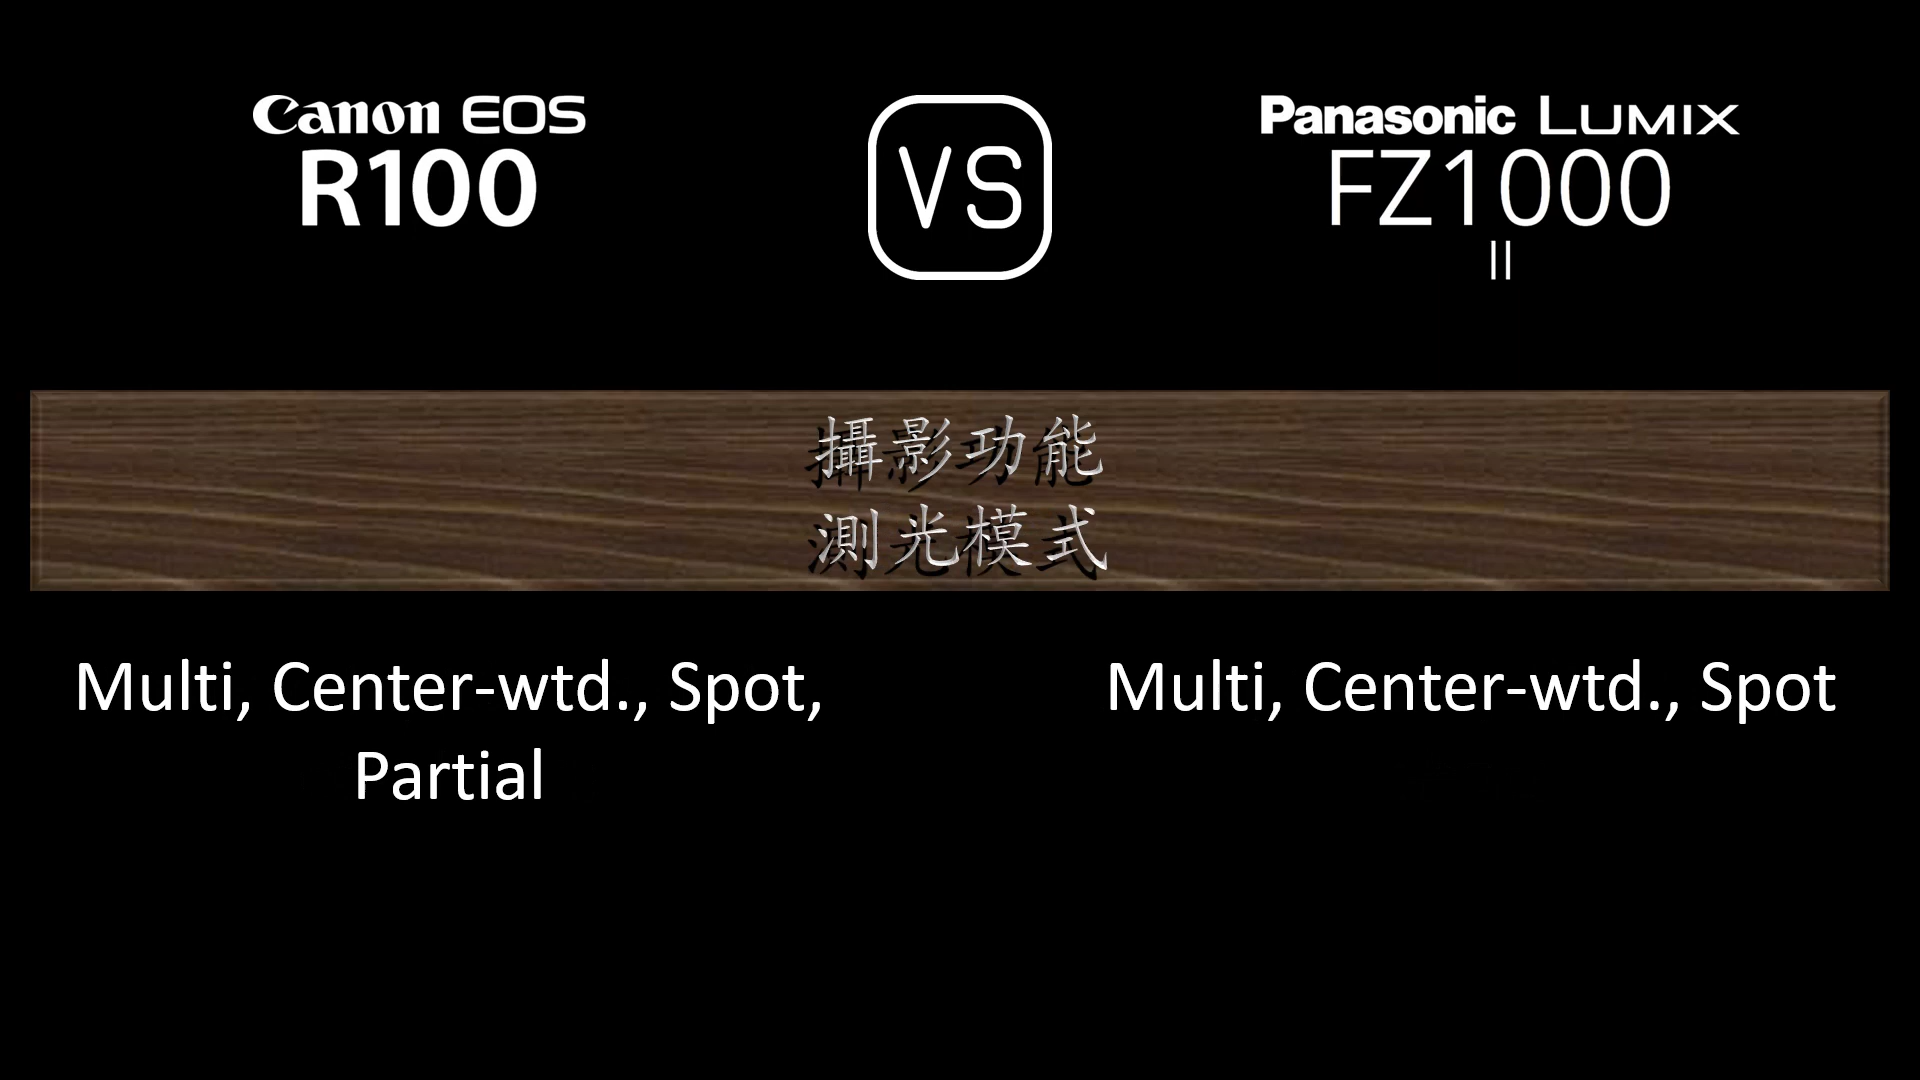 Canon EOS
R100
VS
Panasonic LUMIX
FZ1000
II
攝影功能
測光模式
Multi, Center-wtd., Spot,
Partial
Multi, Center-wtd., Spot